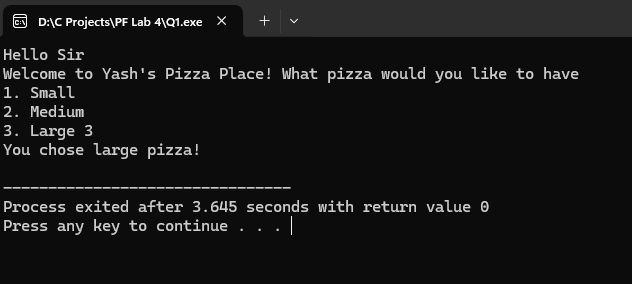 D:\C Projects\PF Lab 4\Q1.exe
Hello Sir
Welcome to Yash's Pizza Place! What pizza would you like to have
1. Small
2. Medium
3. Large 3
You chose large pizza!
--------------------------------
Process exited after 3.645 seconds with return value 0
Press any key to continue . . .